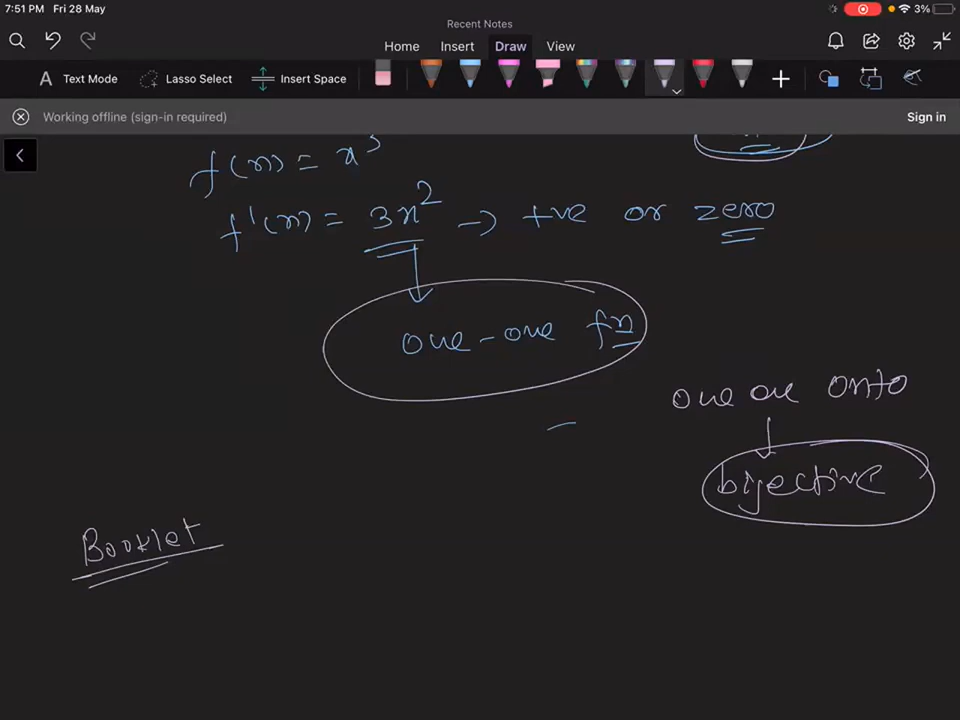 7:51 PM Fri 28 May
3%
Recent Notes
Home Insert Draw View
Text Mode Lasso Select Insert Space
Working offline (sign-in required) Sign in
f(n) = x³
f'(n) = 3x² → +ve or zero
one-one fn
one one onto
bijective
Booklet